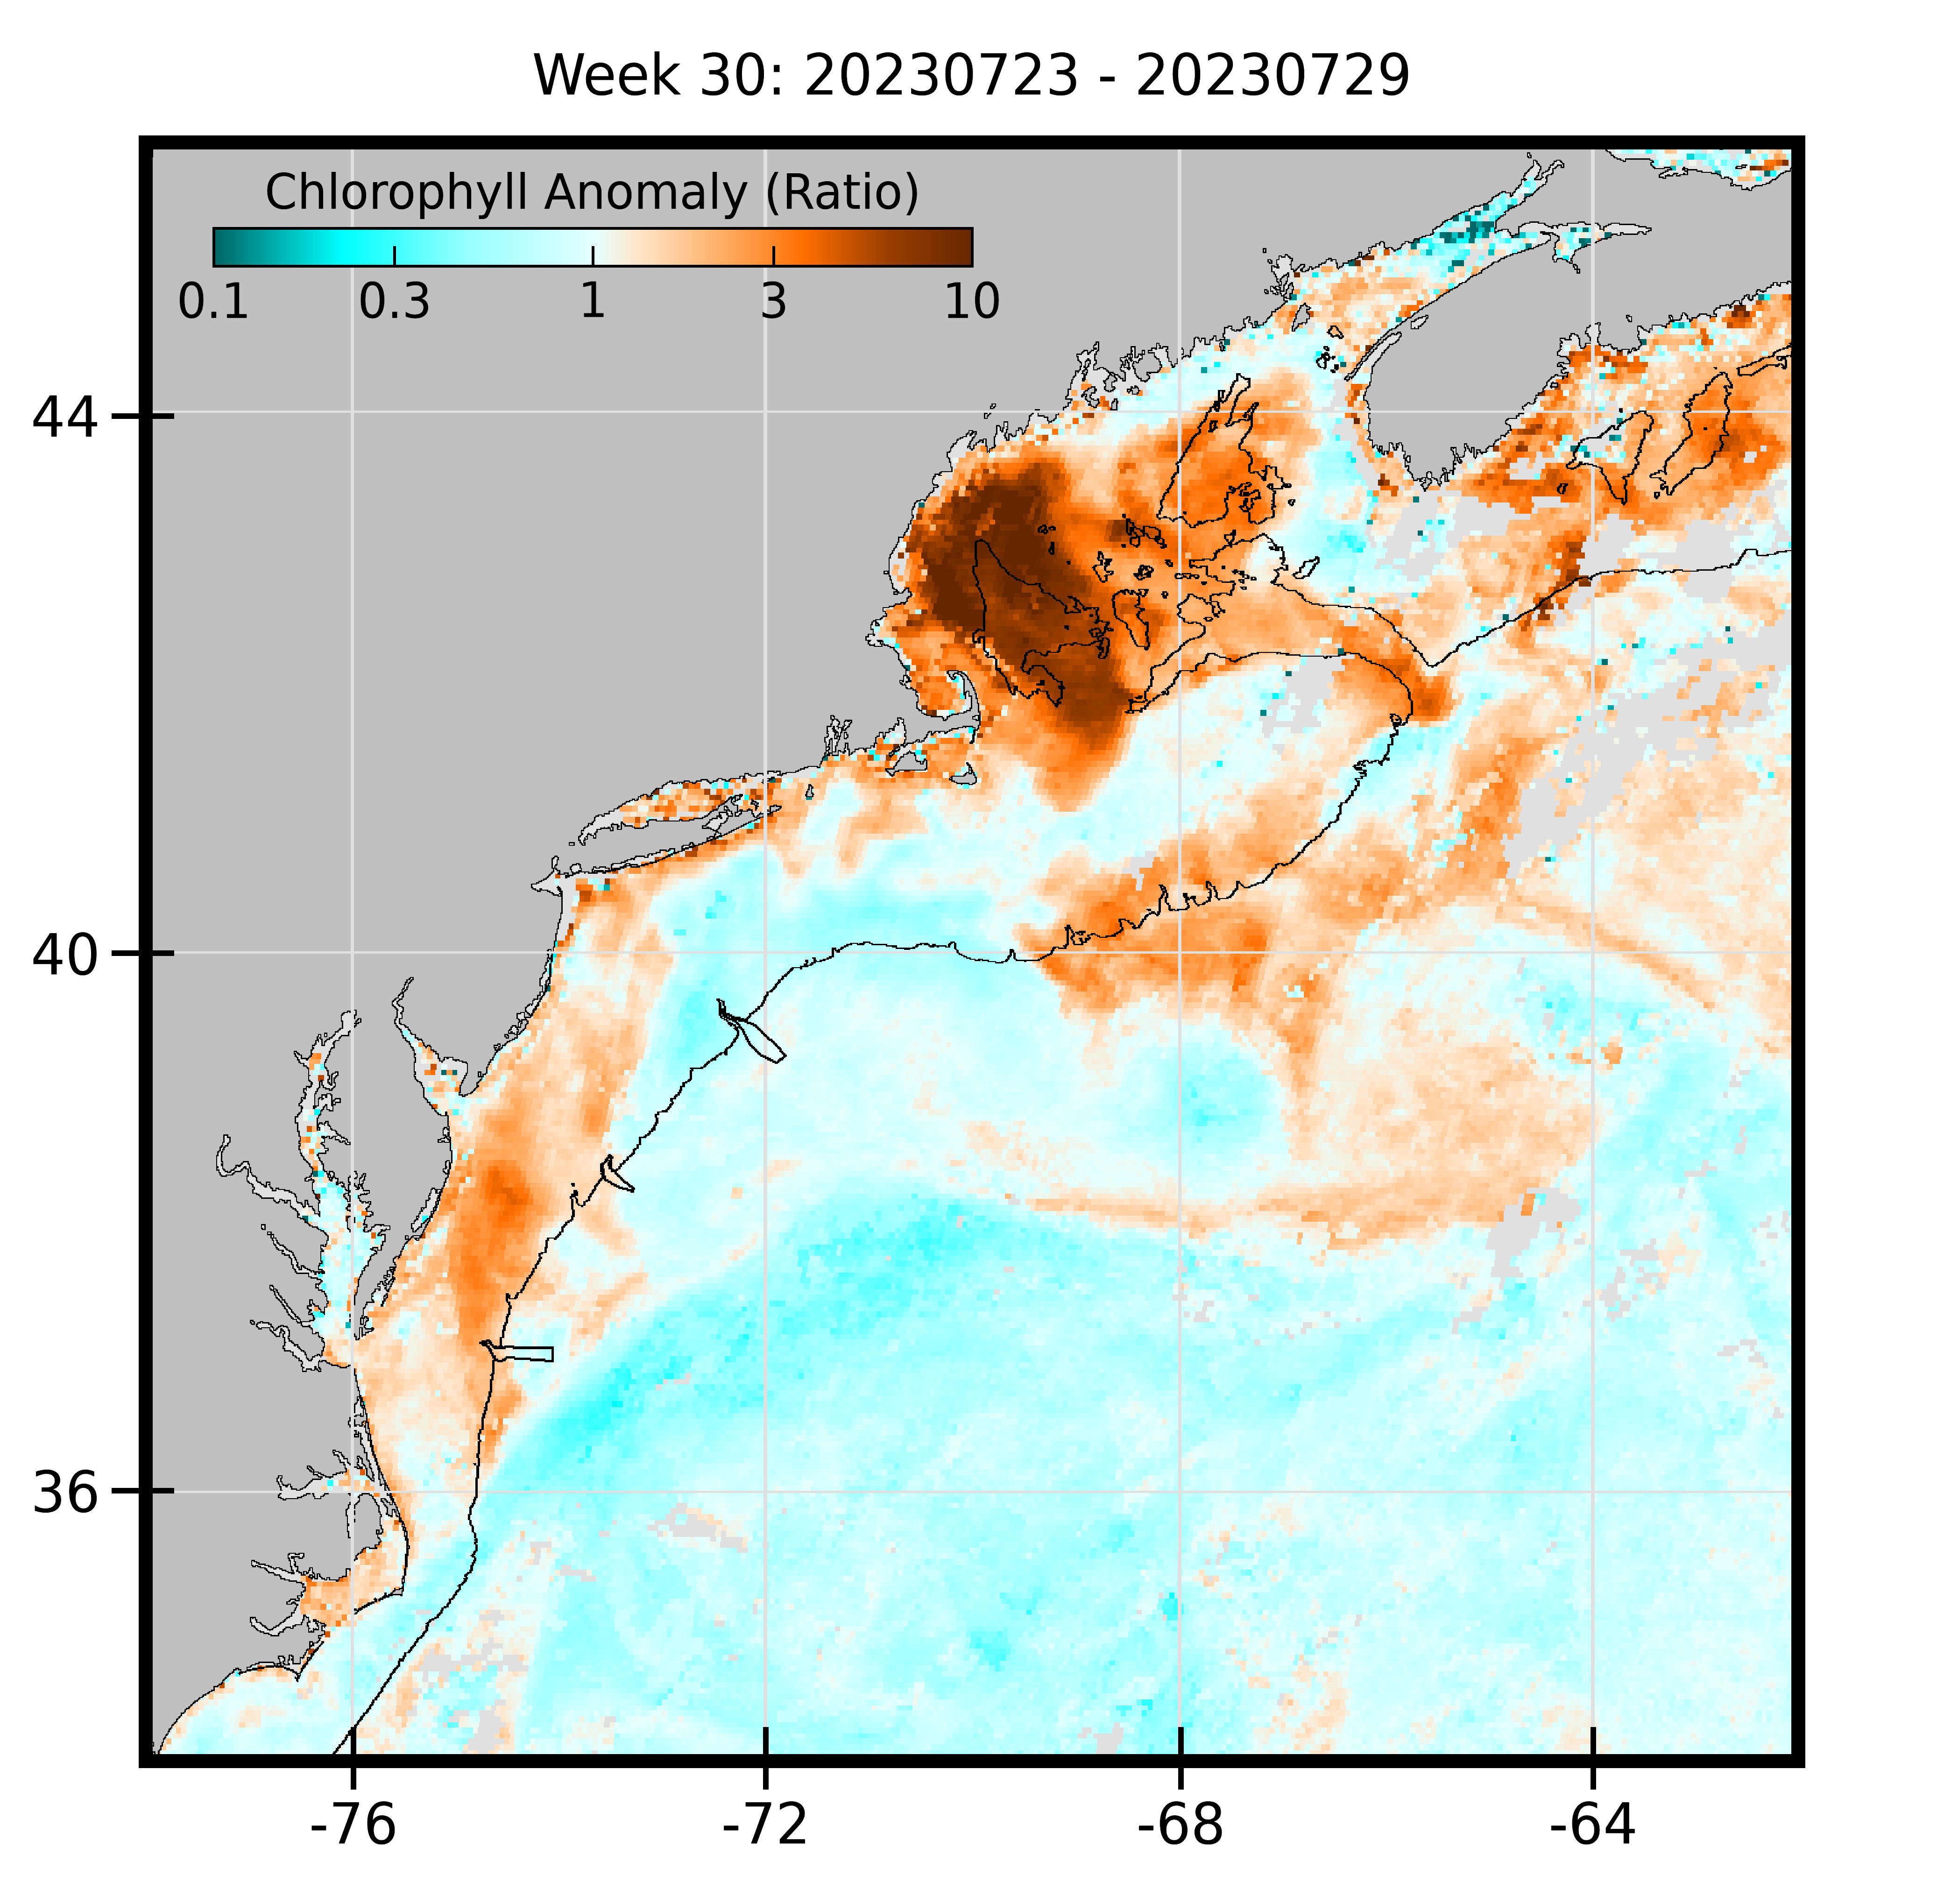 Week 30: 20230723 - 20230729
Chlorophyll Anomaly (Ratio)
0.1 0.3 1 3 10
44
40
36
-76 -72 -68 -64